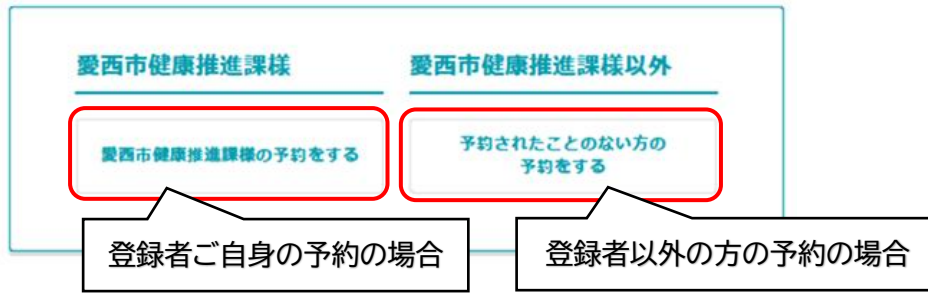 愛西市健康推進課様
愛西市健康推進課様以外
愛西市健康推進課様の予約をする
予約されたことのない方の
予約をする
登録者ご自身の予約の場合
登録者以外の方の予約の場合